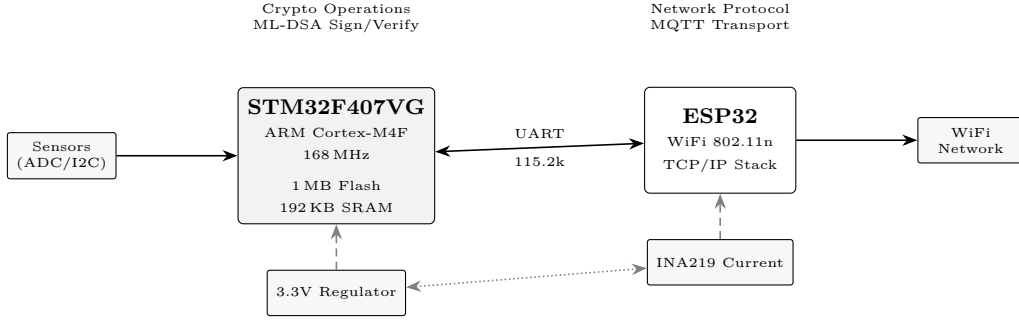 Crypto Operations
ML-DSA Sign/Verify
Network Protocol
MQTT Transport
Sensors
(ADC/I2C)
STM32F407VG
ARM Cortex-M4F
168 MHz
1 MB Flash
192 KB SRAM
UART
115.2k
ESP32
WiFi 802.11n
TCP/IP Stack
WiFi
Network
3.3V Regulator
INA219 Current